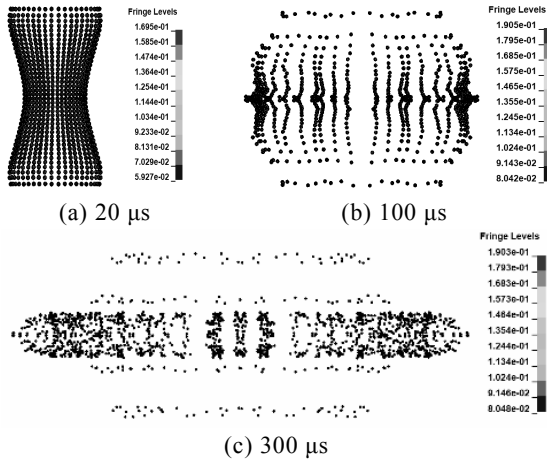 Fringe Levels
1.695e-01
1.585e-01
1.474e-01
1.364e-01
1.254e-01
1.144e-01
1.034e-01
9.233e-02
8.131e-02
7.029e-02
5.927e-02
(a) 20 μs
Fringe Levels
1.905e-01
1.795e-01
1.685e-01
1.575e-01
1.465e-01
1.355e-01
1.245e-01
1.134e-01
1.024e-01
9.143e-02
8.042e-02
(b) 100 μs
Fringe Levels
1.903e-01
1.793e-01
1.683e-01
1.573e-01
1.464e-01
1.354e-01
1.244e-01
1.134e-01
1.024e-01
9.146e-02
8.048e-02
(c) 300 μs